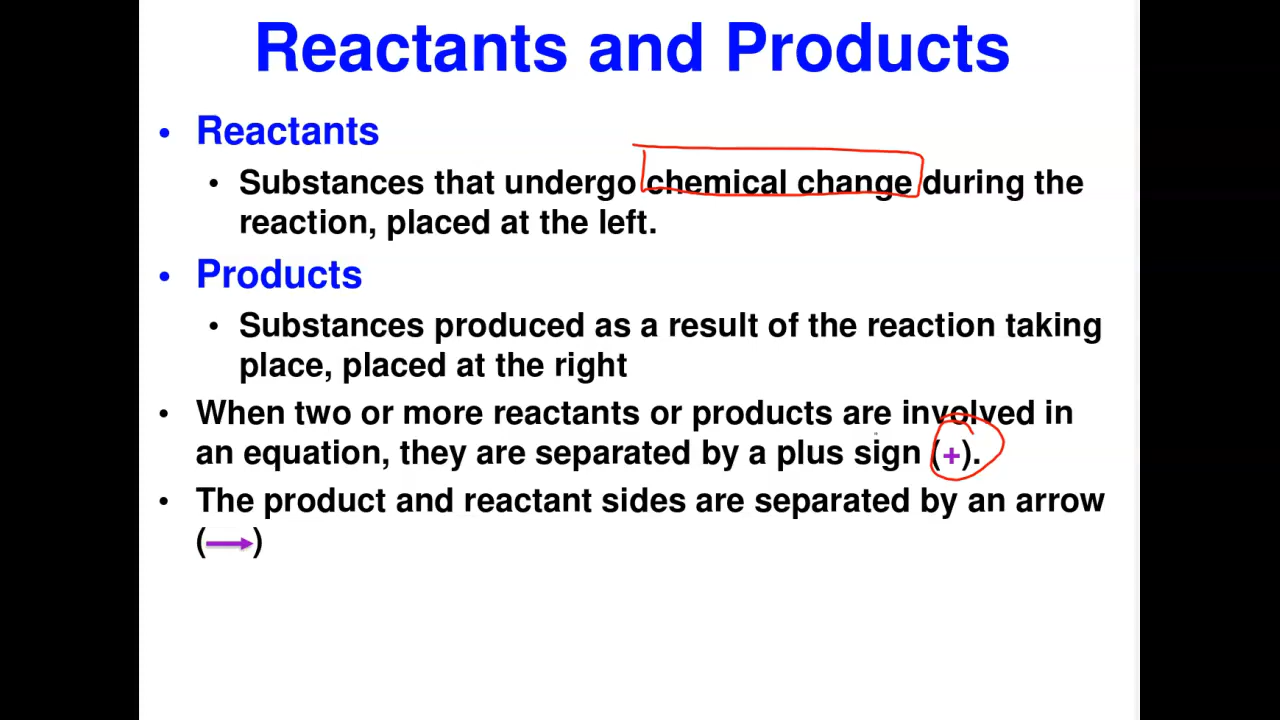 Reactants and Products
• Reactants
• Substances that undergo chemical change during the
reaction, placed at the left.
• Products
• Substances produced as a result of the reaction taking
place, placed at the right
• When two or more reactants or products are involved in
an equation, they are separated by a plus sign (+).
• The product and reactant sides are separated by an arrow
(→)